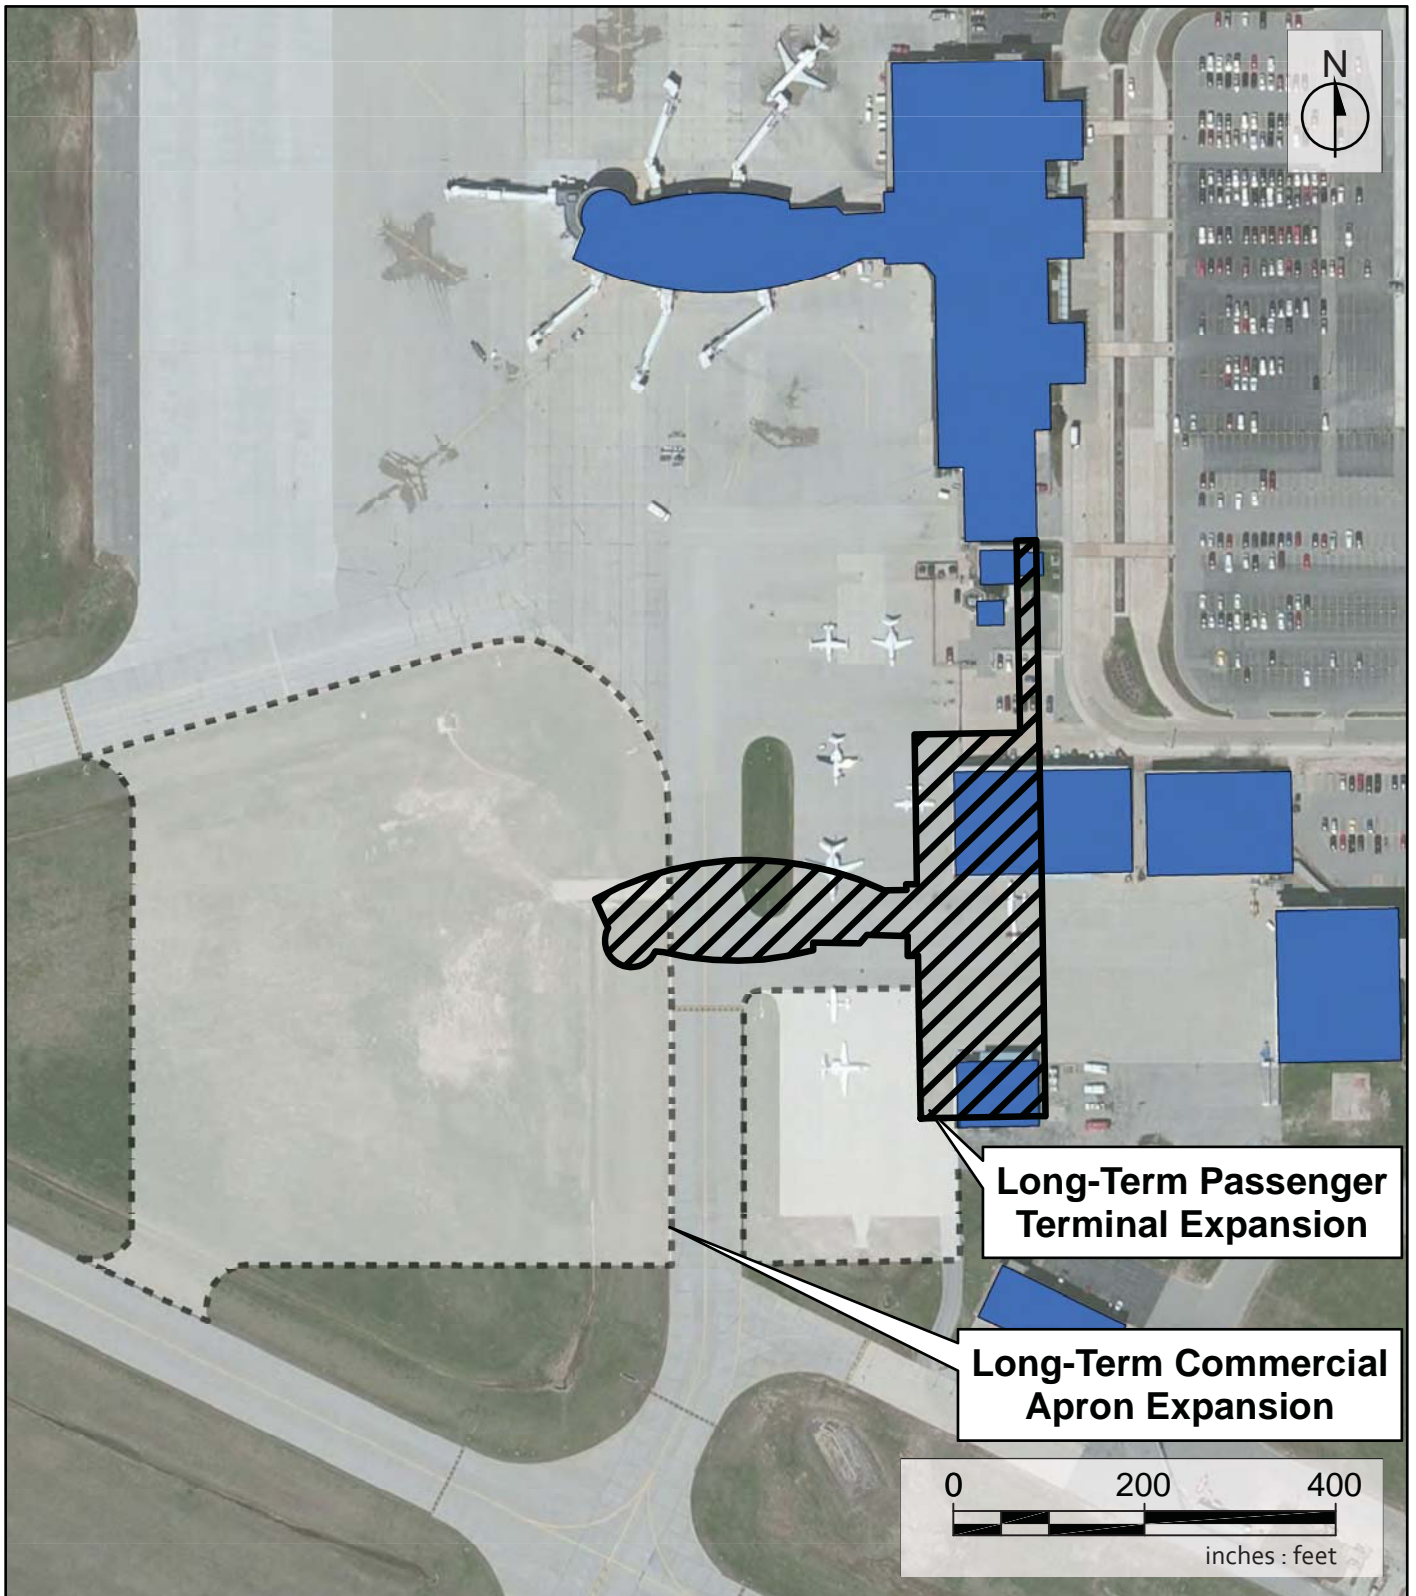 N
Long-Term Passenger
Terminal Expansion
Long-Term Commercial
Apron Expansion
0 200 400
inches : feet